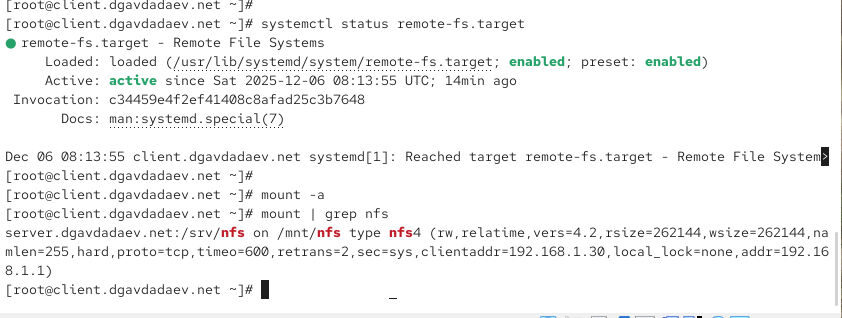 [root@client.dgavdadaev.net ~]#
[root@client.dgavdadaev.net ~]# systemctl status remote-fs.target
● remote-fs.target - Remote File Systems
     Loaded: loaded (/usr/lib/systemd/system/remote-fs.target; enabled; preset: enabled)
     Active: active since Sat 2025-12-06 08:13:55 UTC; 14min ago
 Invocation: c34459e4f2ef41408c8afad25c3b7648
       Docs: man:systemd.special(7)

Dec 06 08:13:55 client.dgavdadaev.net systemd[1]: Reached target remote-fs.target - Remote File System>
[root@client.dgavdadaev.net ~]#
[root@client.dgavdadaev.net ~]# mount -a
[root@client.dgavdadaev.net ~]# mount | grep nfs
server.dgavdadaev.net:/srv/nfs on /mnt/nfs type nfs4 (rw,relatime,vers=4.2,rsize=262144,wsize=262144,na
mlen=255,hard,proto=tcp,timeo=600,retrans=2,sec=sys,clientaddr=192.168.1.30,local_lock=none,addr=192.16
8.1.1)
[root@client.dgavdadaev.net ~]#